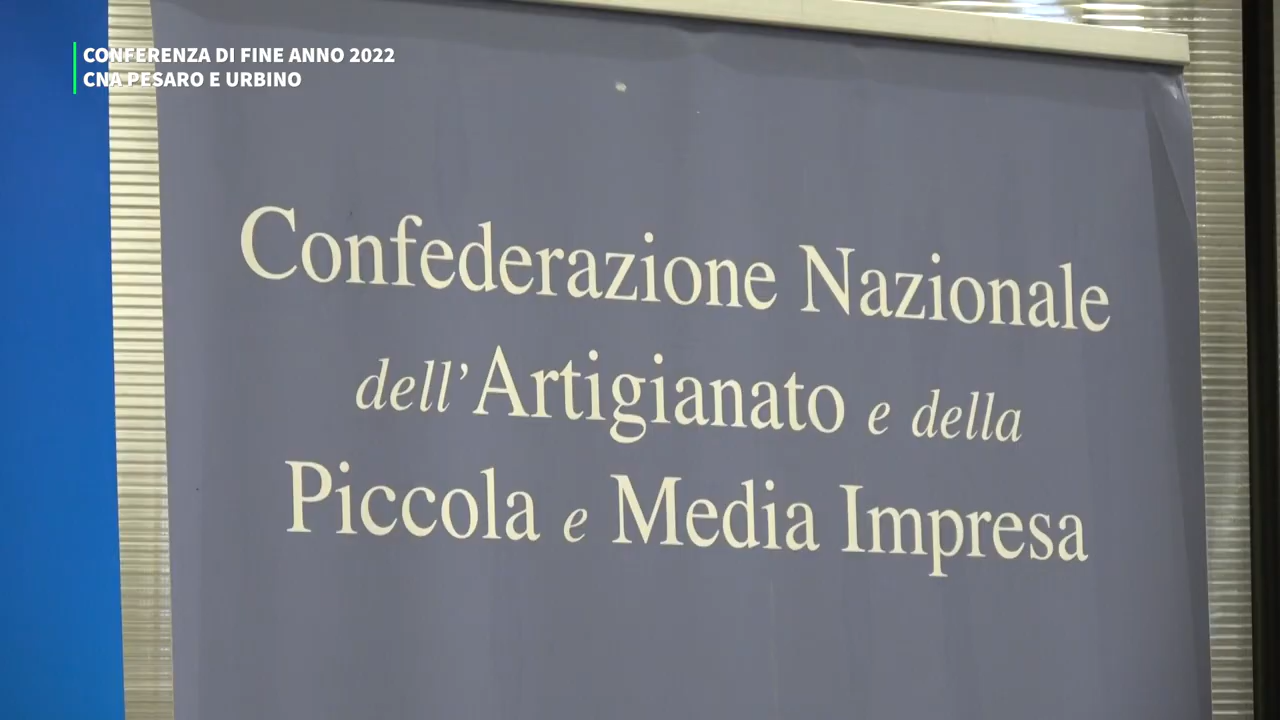 CONFERENZA DI FINE ANNO 2022
CNA PESARO E URBINO
Confederazione Nazionale
dell'Artigianato e della
Piccola e Media Impresa